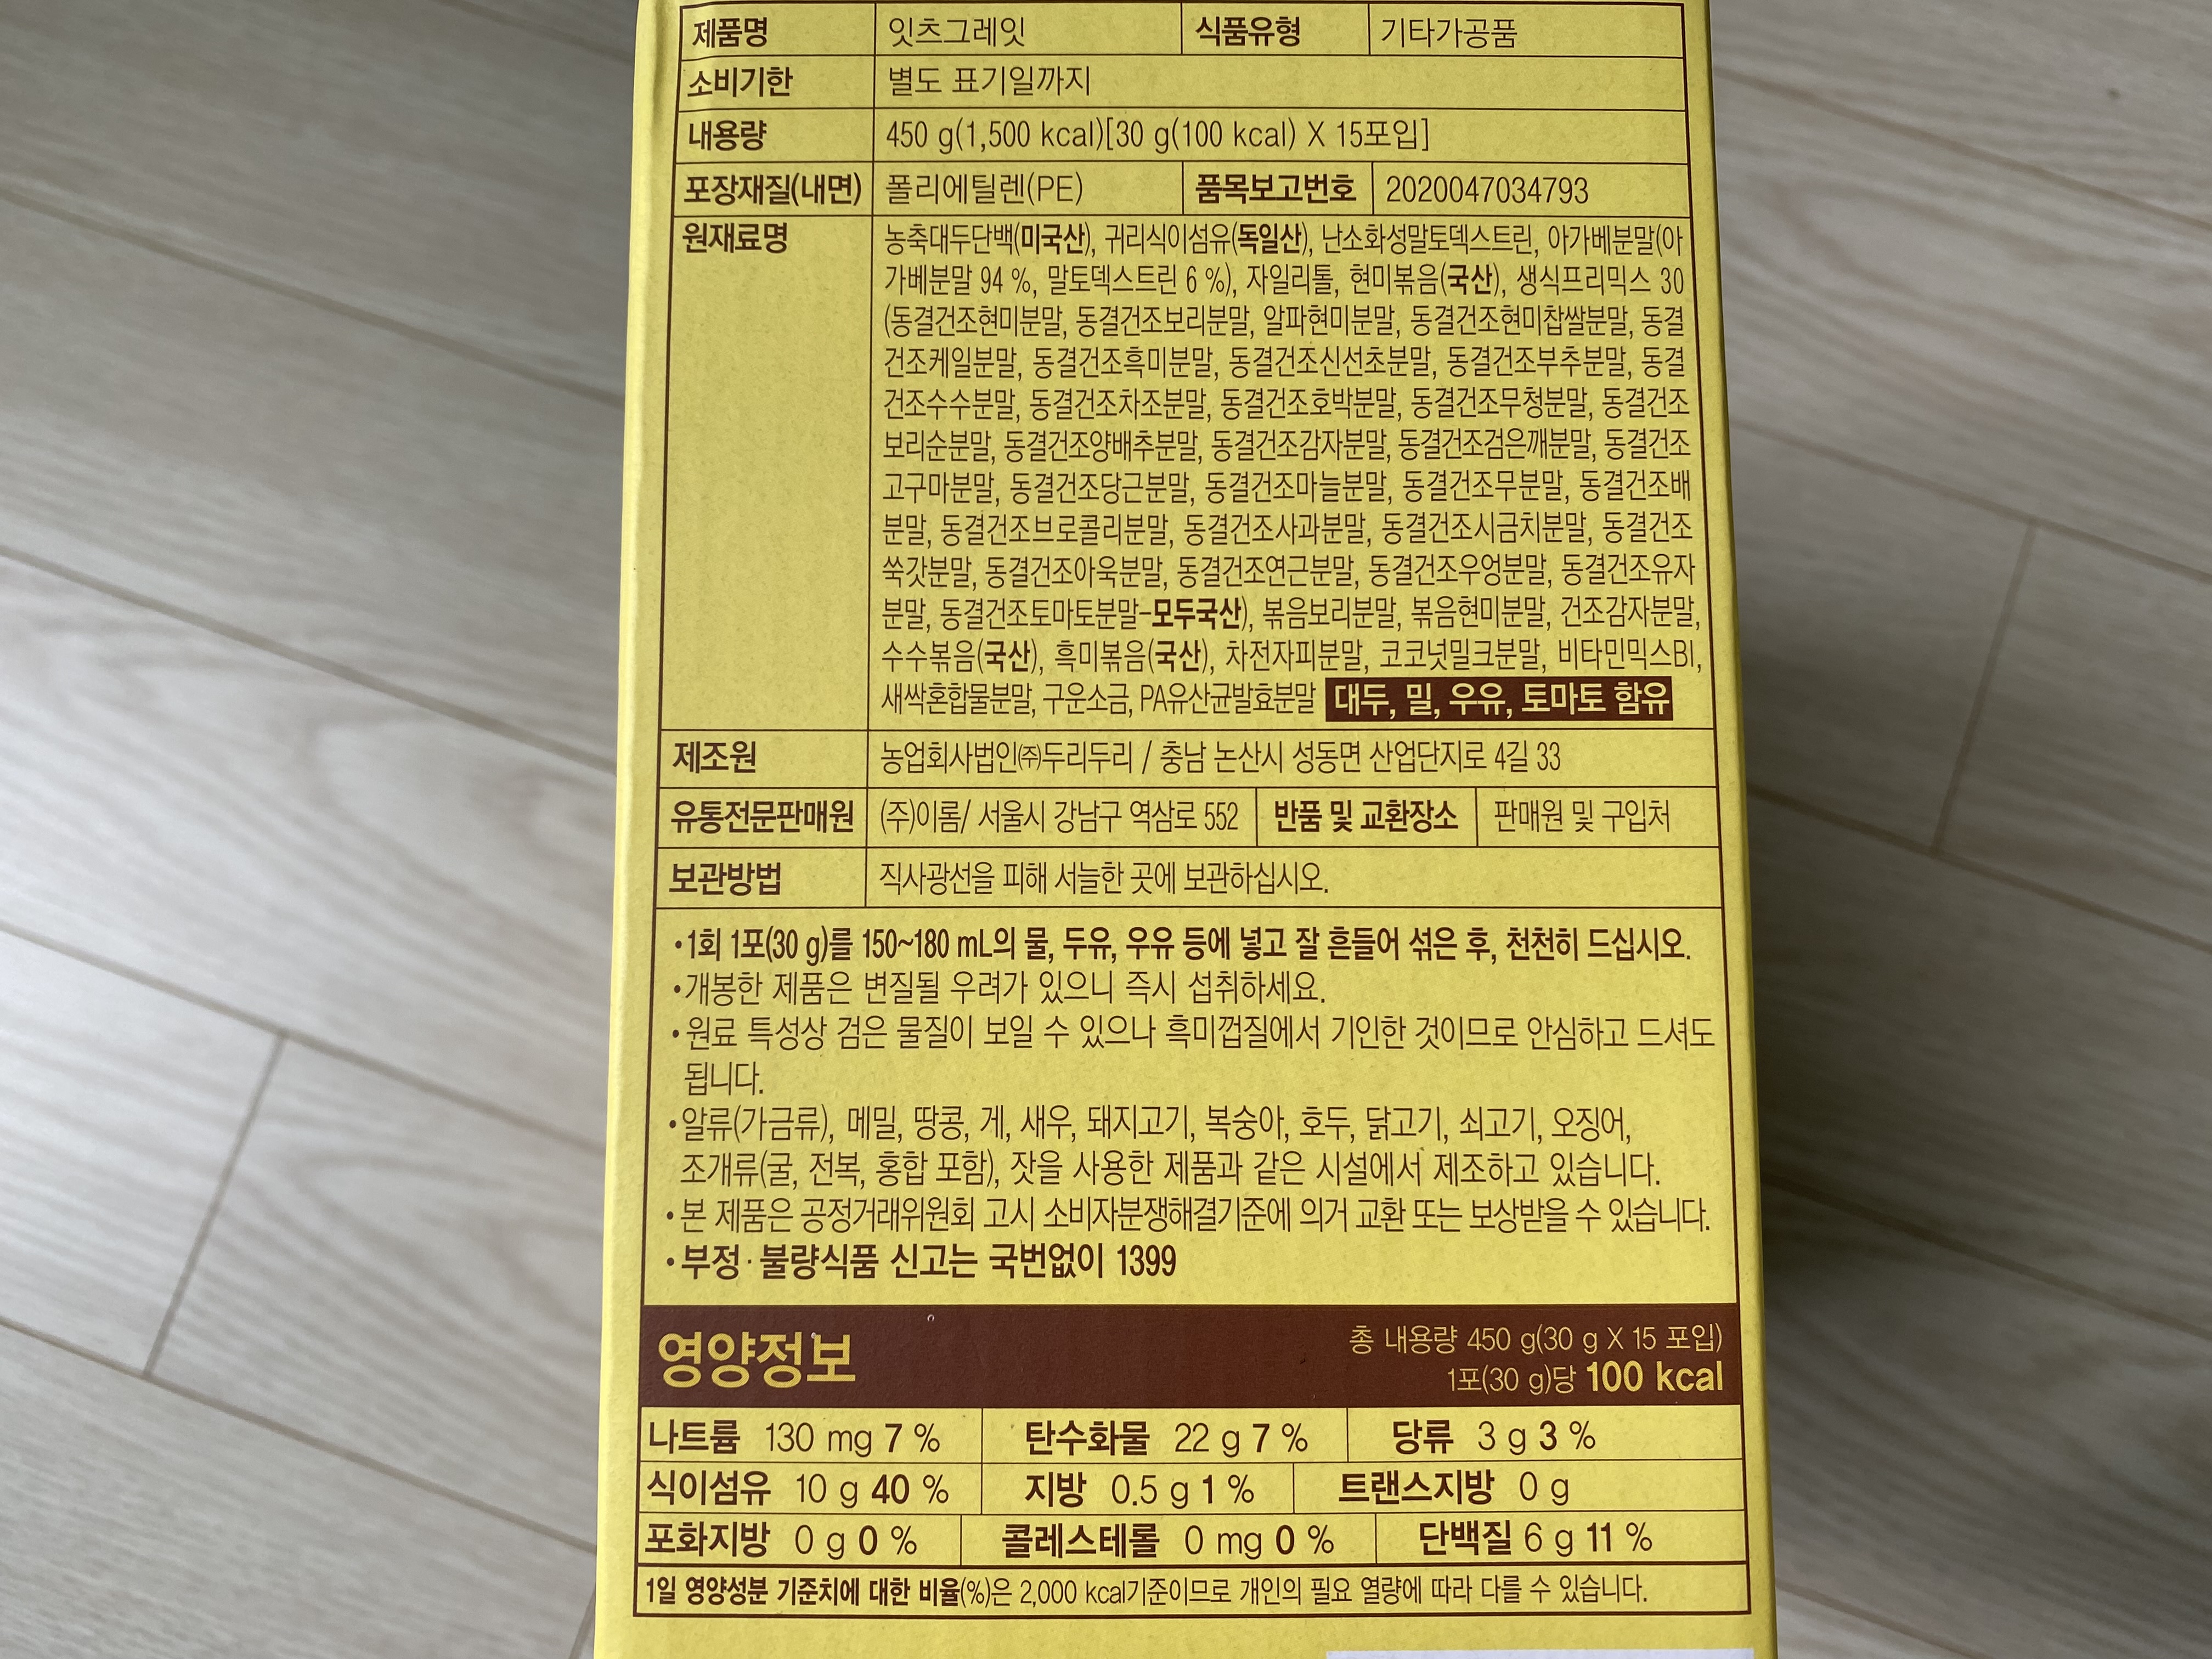 제품명 잇츠그레잇 식품유형 기타가공품
소비기한 별도 표기일까지
내용량 450 g(1,500 kcal)[30 g(100 kcal) X 15포입]
포장재질(내면) 폴리에틸렌(PE) 품목보고번호 2020047034793
원재료명 농축대두단백(미국산), 귀리식이섬유(독일산), 난소화성말토덱스트린, 아가베분말(아
가베분말 94 %, 말토덱스트린 6 %), 자일리톨, 현미볶음(국산), 생식프리믹스 30
(동결건조현미분말, 동결건조보리분말, 알파현미분말, 동결건조현미찹쌀분말, 동결
건조케일분말, 동결건조흑미분말, 동결건조신선초분말, 동결건조부추분말, 동결
건조수수분말, 동결건조차조분말, 동결건조호박분말, 동결건조무청분말, 동결건조
보리순분말, 동결건조양배추분말, 동결건조감자분말, 동결건조검은깨분말, 동결건조
고구마분말, 동결건조당근분말, 동결건조마늘분말, 동결건조무분말, 동결건조배
분말, 동결건조브로콜리분말, 동결건조사과분말, 동결건조시금치분말, 동결건조
쑥갓분말, 동결건조아욱분말, 동결건조연근분말, 동결건조우엉분말, 동결건조유자
분말, 동결건조토마토분말-모두국산), 볶음보리분말, 볶음현미분말, 건조감자분말,
수수볶음(국산), 흑미볶음(국산), 차전자피분말, 코코넛밀크분말, 비타민믹스BI,
새싹혼합물분말, 구운소금, PA유산균발효분말 대두, 밀, 우유, 토마토 함유
제조원 농업회사법인㈜두리두리 / 충남 논산시 성동면 산업단지로 4길 33
유통전문판매원 (주)이롬/ 서울시 강남구 역삼로 552 반품 및 교환장소 판매원 및 구입처
보관방법 직사광선을 피해 서늘한 곳에 보관하십시오.
•1회 1포(30 g)를 150~180 mL의 물, 두유, 우유 등에 넣고 잘 흔들어 섞은 후, 천천히 드십시오.
•개봉한 제품은 변질될 우려가 있으니 즉시 섭취하세요.
•원료 특성상 검은 물질이 보일 수 있으나 흑미껍질에서 기인한 것이므로 안심하고 드셔도
됩니다.
•알류(가금류), 메밀, 땅콩, 게, 새우, 돼지고기, 복숭아, 호두, 닭고기, 쇠고기, 오징어,
조개류(굴, 전복, 홍합 포함), 잣을 사용한 제품과 같은 시설에서 제조하고 있습니다.
•본 제품은 공정거래위원회 고시 소비자분쟁해결기준에 의거 교환 또는 보상받을 수 있습니다.
•부정·불량식품 신고는 국번없이 1399
영양정보
총 내용량 450 g(30 g X 15 포입)
1포(30 g)당 100 kcal
나트륨 130 mg 7 % 탄수화물 22 g 7 % 당류 3 g 3 %
식이섬유 10 g 40 % 지방 0.5 g 1 % 트랜스지방 0 g
포화지방 0 g 0 % 콜레스테롤 0 mg 0 % 단백질 6 g 11 %
1일 영양성분 기준치에 대한 비율(%)은 2,000 kcal기준이므로 개인의 필요 열량에 따라 다를 수 있습니다.